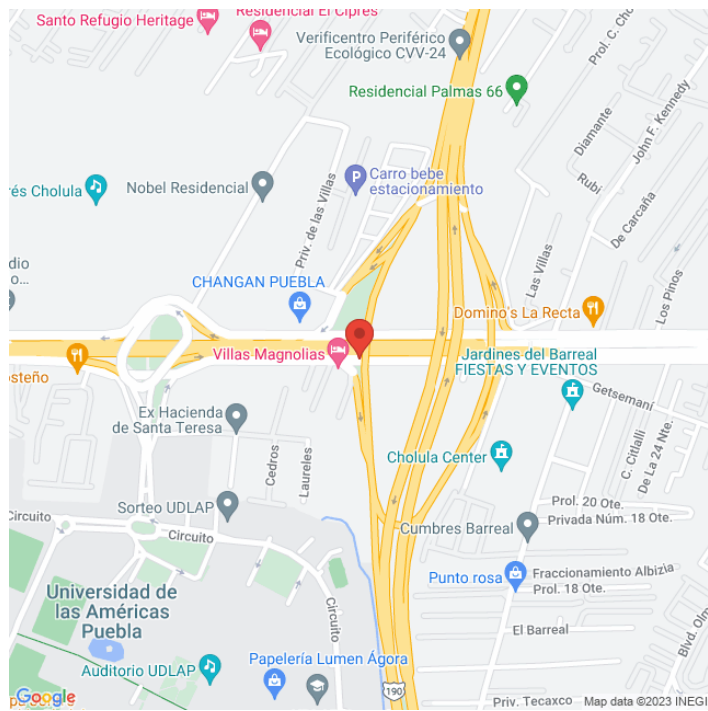 Santo Refugio Heritage
Residencial El Ciprés
Verificentro Periférico
Ecológico CVV-24
Residencial Palmas 66
Prol. C. Cho
Diamante
John F. Kennedy
Rubí
De Carcaña
rés Cholula
Nobel Residencial
P
Carro bebe
estacionamiento
Priv. de las Villas
Las Villas
Los Pinos
dio
o...
CHANGAN PUEBLA
Domino's La Recta
Villas Magnolias
Jardines del Barreal
FIESTAS Y EVENTOS
osteño
Getsemaní
Ex Hacienda
de Santa Teresa
Cedros
Laureles
Cholula Center
C. Citlalli
De La 24 Nte.
Sorteo UDLAP
Prol. 20 Ote.
Privada Núm. 18 Ote.
Circuito
Circuito
Cumbres Barreal
Punto rosa
Fraccionamiento Albizia
Prol. 18 Ote.
Universidad de
las Américas
Puebla
Circuito
El Barreal
Blvd. Olm
Auditorio UDLAP
Papelería Lumen Ágora
190
Priv. Tecaxco
Google
Map data ©2023 INEGI